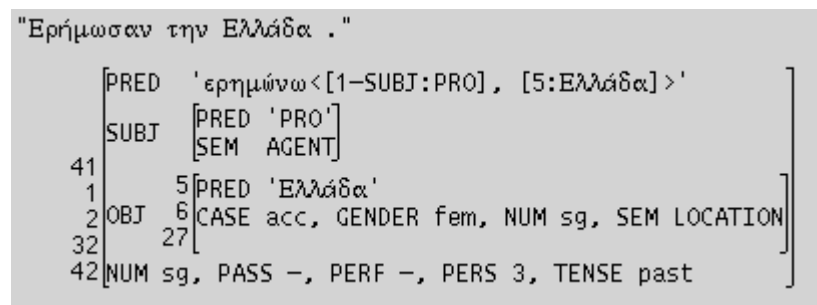 "Ερήμωσαν την Ελλάδα ."
PRED 'ερημώνω<[1-SUBJ:PRO], [5:Ελλάδα]>'
PRED 'PRO'
SUBJ
SEM AGENT
41
1 5 PRED 'Ελλάδα'
2 OBJ 6 CASE acc, GENDER fem, NUM sg, SEM LOCATION
32 27
42 NUM sg, PASS −, PERF −, PERS 3, TENSE past